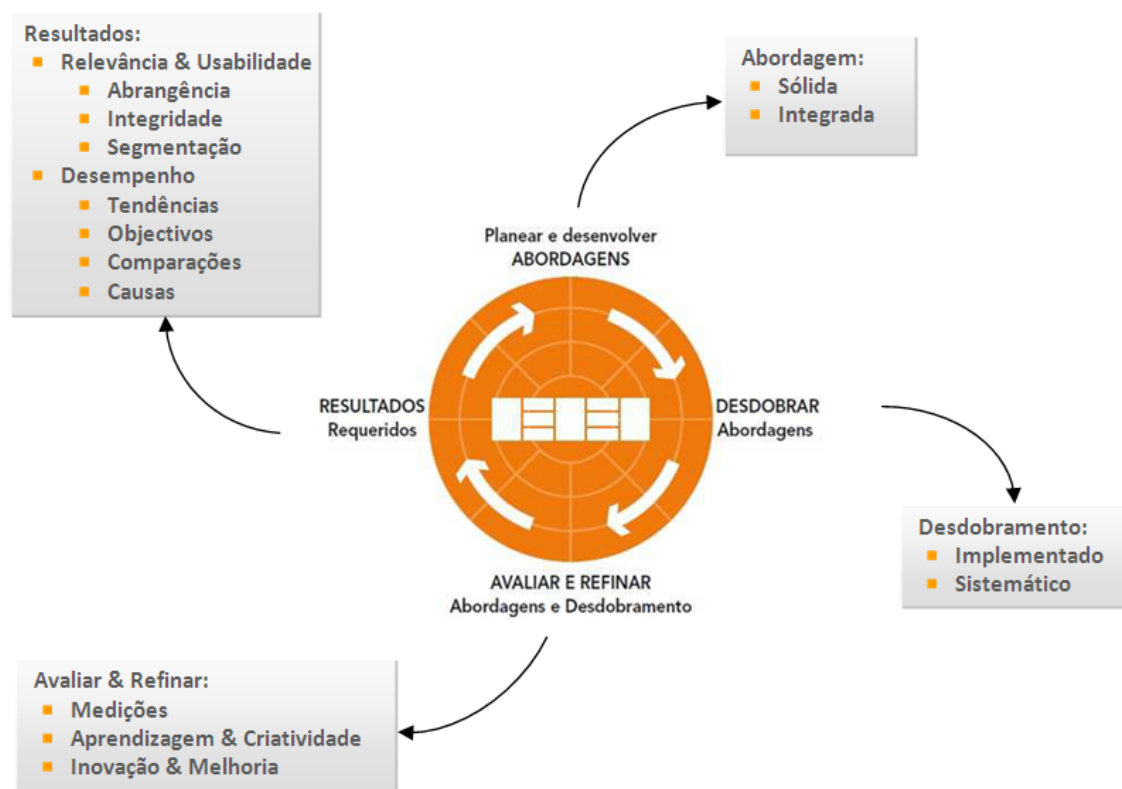 Resultados:
Relevância & Usabilidade
Abrangência
Integridade
Segmentação
Desempenho
Tendências
Objectivos
Comparações
Causas
Abordagem:
Sólida
Integrada
Planear e desenvolver
ABORDAGENS
RESULTADOS
Requeridos
DESDOBRAR
Abordagens
AVALIAR E REFINAR
Abordagens e Desdobramento
Desdobramento:
Implementado
Sistemático
Avaliar & Refinar:
Medições
Aprendizagem & Criatividade
Inovação & Melhoria